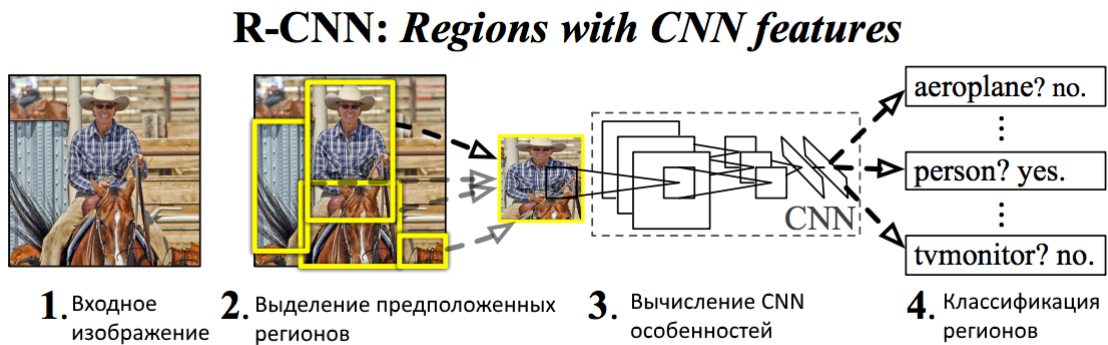 R-CNN: Regions with CNN features
aeroplane? no.
person? yes.
tvmonitor? no.
CNN
1. Входное
изображение
2. Выделение предположенных
регионов
3. Вычисление CNN
особенностей
4. Классификация
регионов